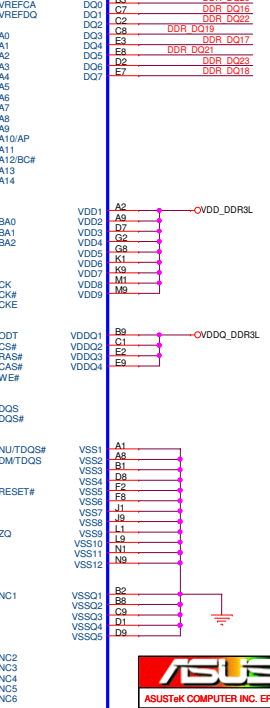 VREFCA DQ0 B3
VREFDQ DQ1 C7 DDR_DQ16
DQ2 C2 DDR_DQ22
A0 DQ3 C8 DDR_DQ19
A1 DQ4 E3 DDR_DQ17
A2 DQ5 E8 DDR_DQ21
A3 DQ6 D2 DDR_DQ23
A4 DQ7 E7 DDR_DQ18
A5
A6
A7
A8
A9
A10/AP
A11
A12/BC#
A13
A14
VDD1 A2 VDD_DDR3L
BA0 VDD2 A9
BA1 VDD3 D7
BA2 VDD4 G2
VDD5 G8
VDD6 K1
VDD7 K9
CK VDD8 M1
CK# VDD9 M9
CKE
ODT VDDQ1 B9 VDDQ_DDR3L
CS# VDDQ2 C1
RAS# VDDQ3 E2
CAS# VDDQ4 E9
WE#
DQS
DQS#
NU/TDQS# VSS1 A1
DM/TDQS VSS2 A8
VSS3 B1
VSS4 D8
RESET# VSS5 F2
VSS6 F8
VSS7 J1
VSS8 J9
ZQ VSS9 L1
VSS10 L9
VSS11 N1
VSS12 N9
NC1 VSSQ1 B2
VSSQ2 B8
VSSQ3 C9
VSSQ4 D1
VSSQ5 D9
NC2
NC3
NC4
NC5
NC6
ASUS
ASUSTeK COMPUTER INC. EP